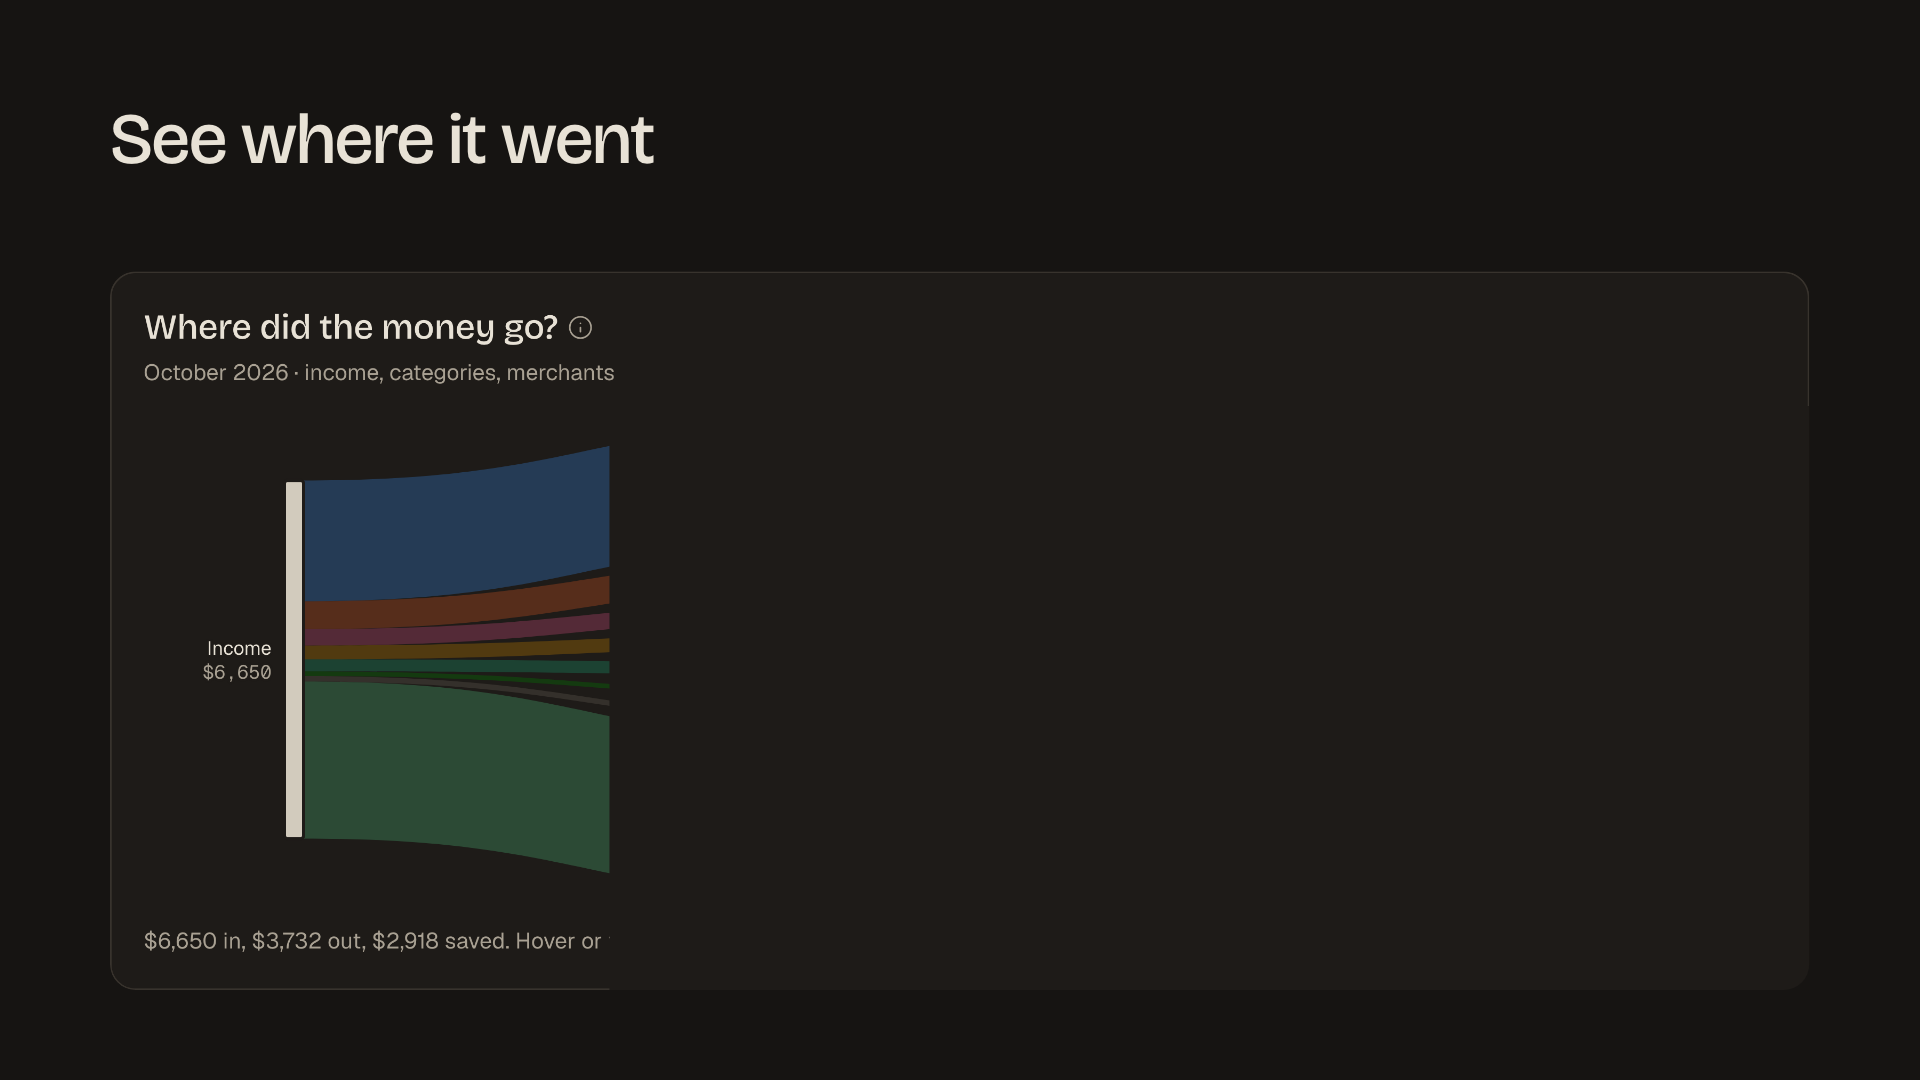 See where it went
Where did the money go?
October 2026 · income, categories, merchants
Income
$6,650
$6,650 in, $3,732 out, $2,918 saved. Hover or